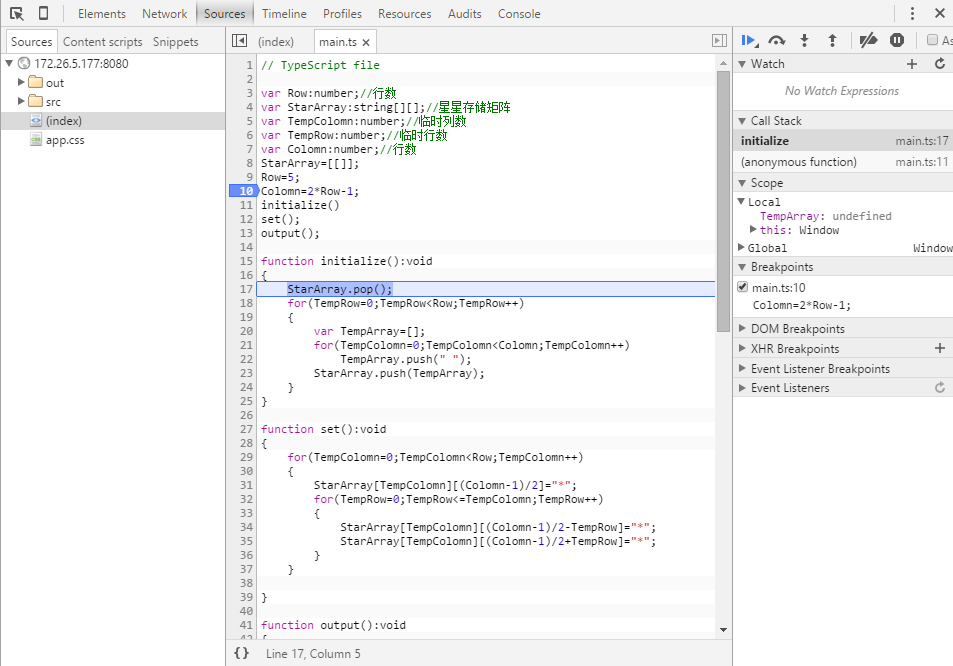 Elements Network Sources Timeline Profiles Resources Audits Console
Sources Content scripts Snippets
172.26.5.177:8080
out
src
(index)
app.css
(index) main.ts
1 // TypeScript file
2
3 var Row:number;//行数
4 var StarArray:string[][];//星星存储矩阵
5 var TempColomn:number;//临时列数
6 var TempRow:number;//临时行数
7 var Colomn:number;//行数
8 StarArray=[[]];
9 Row=5;
10 Colomn=2*Row-1;
11 initialize()
12 set();
13 output();
14
15 function initialize():void
16 {
17 StarArray.pop();
18 for(TempRow=0;TempRow<Row;TempRow++)
19 {
20 var TempArray=[];
21 for(TempColomn=0;TempColomn<Colomn;TempColomn++)
22 TempArray.push(" ");
23 StarArray.push(TempArray);
24 }
25 }
26
27 function set():void
28 {
29 for(TempColomn=0;TempColomn<Row;TempColomn++)
30 {
31 StarArray[TempColomn][(Colomn-1)/2]="*";
32 for(TempRow=0;TempRow<=TempColomn;TempRow++)
33 {
34 StarArray[TempColomn][(Colomn-1)/2-TempRow]="*";
35 StarArray[TempColomn][(Colomn-1)/2+TempRow]="*";
36 }
37 }
38
39 }
40
41 function output():void
42 {
{} Line 17, Column 5
As
Watch
No Watch Expressions
Call Stack
initialize main.ts:17
(anonymous function) main.ts:11
Scope
Local
TempArray: undefined
this: Window
Global Window
Breakpoints
main.ts:10
Colomn=2*Row-1;
DOM Breakpoints
XHR Breakpoints
Event Listener Breakpoints
Event Listeners